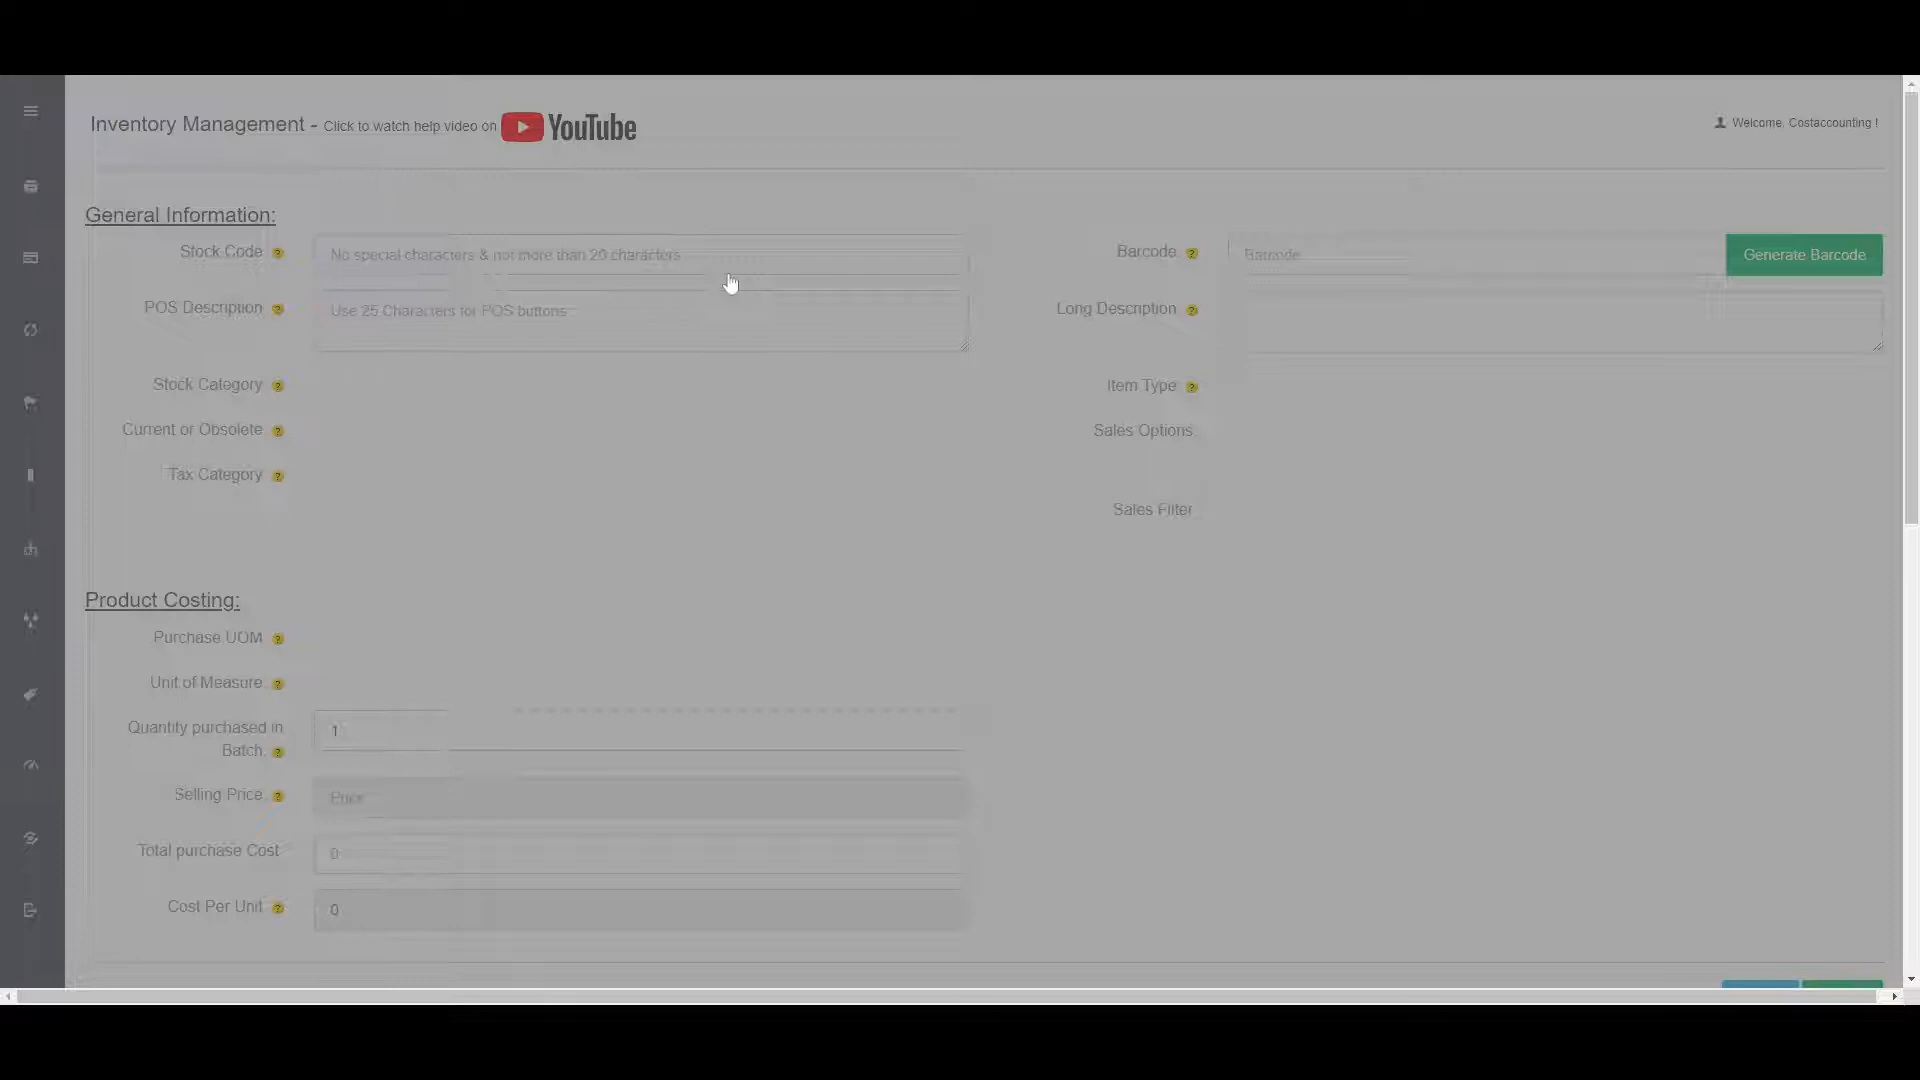 Inventory Management - Click to watch help video on YouTube
Welcome, Costaccounting !
General Information:
Stock Code ? No special characters & not more than 20 characters
Barcode ? Barcode Generate Barcode
POS Description ? Use 25 Characters for POS buttons
Long Description ?
Stock Category ?
Item Type ?
Current or Obsolete ?
Sales Options
Tax Category ?
Sales Filter
Product Costing:
Purchase UOM ?
Unit of Measure ?
Quantity purchased in
Batch ? 1
Selling Price ? Price
Total purchase Cost 0
Cost Per Unit ? 0